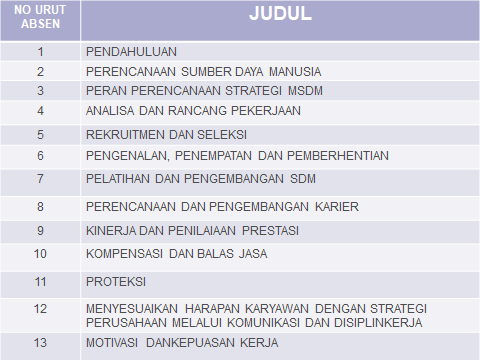 NO URUT ABSEN JUDUL
1 PENDAHULUAN
2 PERENCANAAN SUMBER DAYA MANUSIA
3 PERAN PERENCANAAN STRATEGI MSDM
4 ANALISA DAN RANCANG PEKERJAAN
5 REKRUITMEN DAN SELEKSI
6 PENGENALAN, PENEMPATAN DAN PEMBERHENTIAN
7 PELATIHAN DAN PENGEMBANGAN SDM
8 PERENCANAAN DAN PENGEMBANGAN KARIER
9 KINERJA DAN PENILAIAAN PRESTASI
10 KOMPENSASI DAN BALAS JASA
11 PROTEKSI
12 MENYESUAIKAN HARAPAN KARYAWAN DENGAN STRATEGI
PERUSAHAAN MELALUI KOMUNIKASI DAN DISIPLINKERJA
13 MOTIVASI DANKEPUASAN KERJA